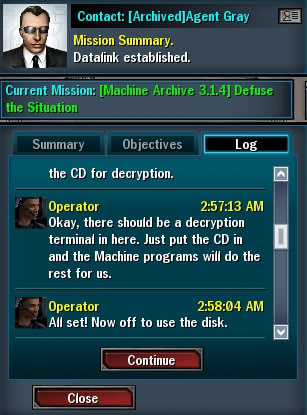 Contact: [Archived]Agent Gray
Mission Summary.
Datalink established.
Current Mission: [Machine Archive 3.1.4] Defuse
the Situation
Summary
Objectives
Log
the CD for decryption.
Operator 2:57:13 AM
Okay, there should be a decryption
terminal in here. Just put the CD in
and the Machine programs will do the
rest for us.
Operator 2:58:04 AM
All set! Now off to use the disk.
Continue
Close